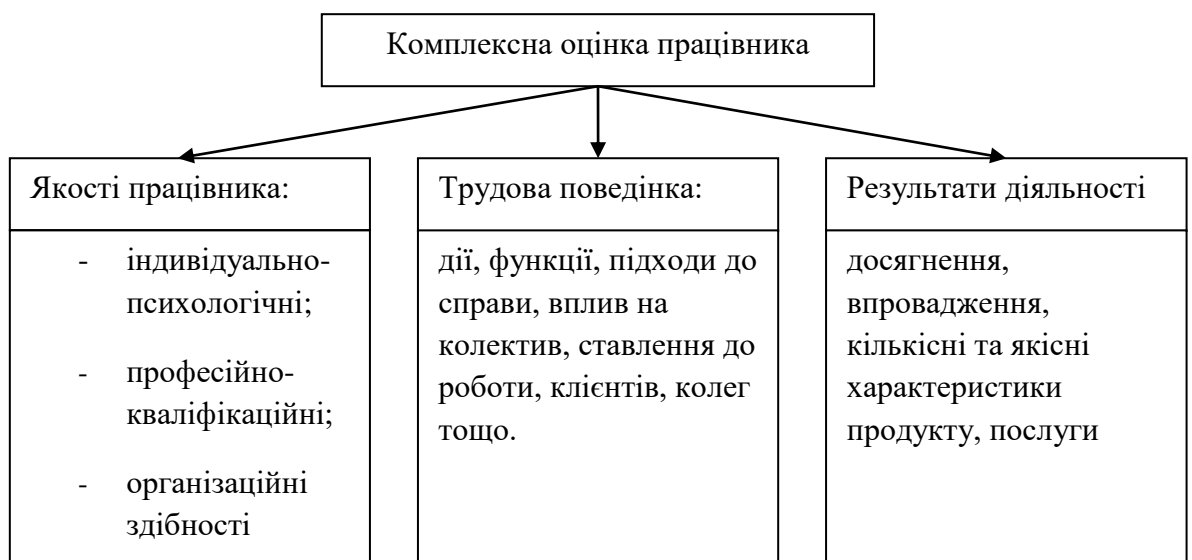 Комплексна оцінка працівника
Якості працівника:
- індивідуально-
психологічні;
- професійно-
кваліфікаційні;
- організаційні
здібності
Трудова поведінка:
дії, функції, підходи до
справи, вплив на
колектив, ставлення до
роботи, клієнтів, колег
тощо.
Результати діяльності
досягнення,
впровадження,
кількісні та якісні
характеристики
продукту, послуги